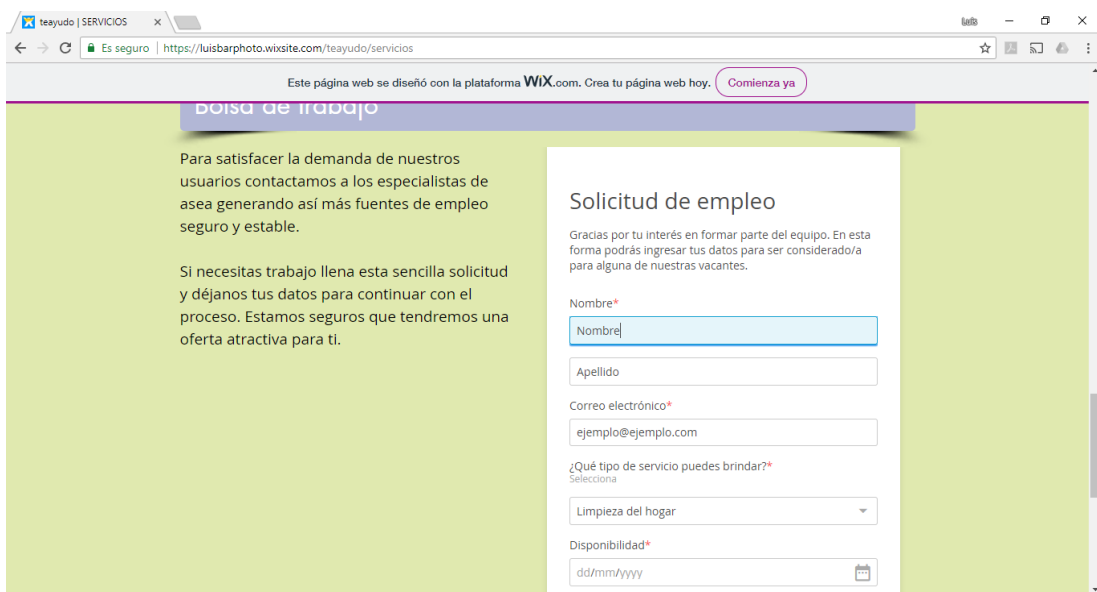 teayudo | SERVICIOS
Luis
Es seguro | https://luisbarphoto.wixsite.com/teayudo/servicios
Este página web se diseñó con la plataforma WiX.com. Crea tu página web hoy. Comienza ya
Bolsa de Trabajo
Para satisfacer la demanda de nuestros
usuarios contactamos a los especialistas de
asea generando así más fuentes de empleo
seguro y estable.
Si necesitas trabajo llena esta sencilla solicitud
y déjanos tus datos para continuar con el
proceso. Estamos seguros que tendremos una
oferta atractiva para ti.
Solicitud de empleo
Gracias por tu interés en formar parte del equipo. En esta
forma podrás ingresar tus datos para ser considerado/a
para alguna de nuestras vacantes.
Nombre*
Nombre
Apellido
Correo electrónico*
ejemplo@ejemplo.com
¿Qué tipo de servicio puedes brindar?*
Selecciona
Limpieza del hogar
Disponibilidad*
dd/mm/yyyy